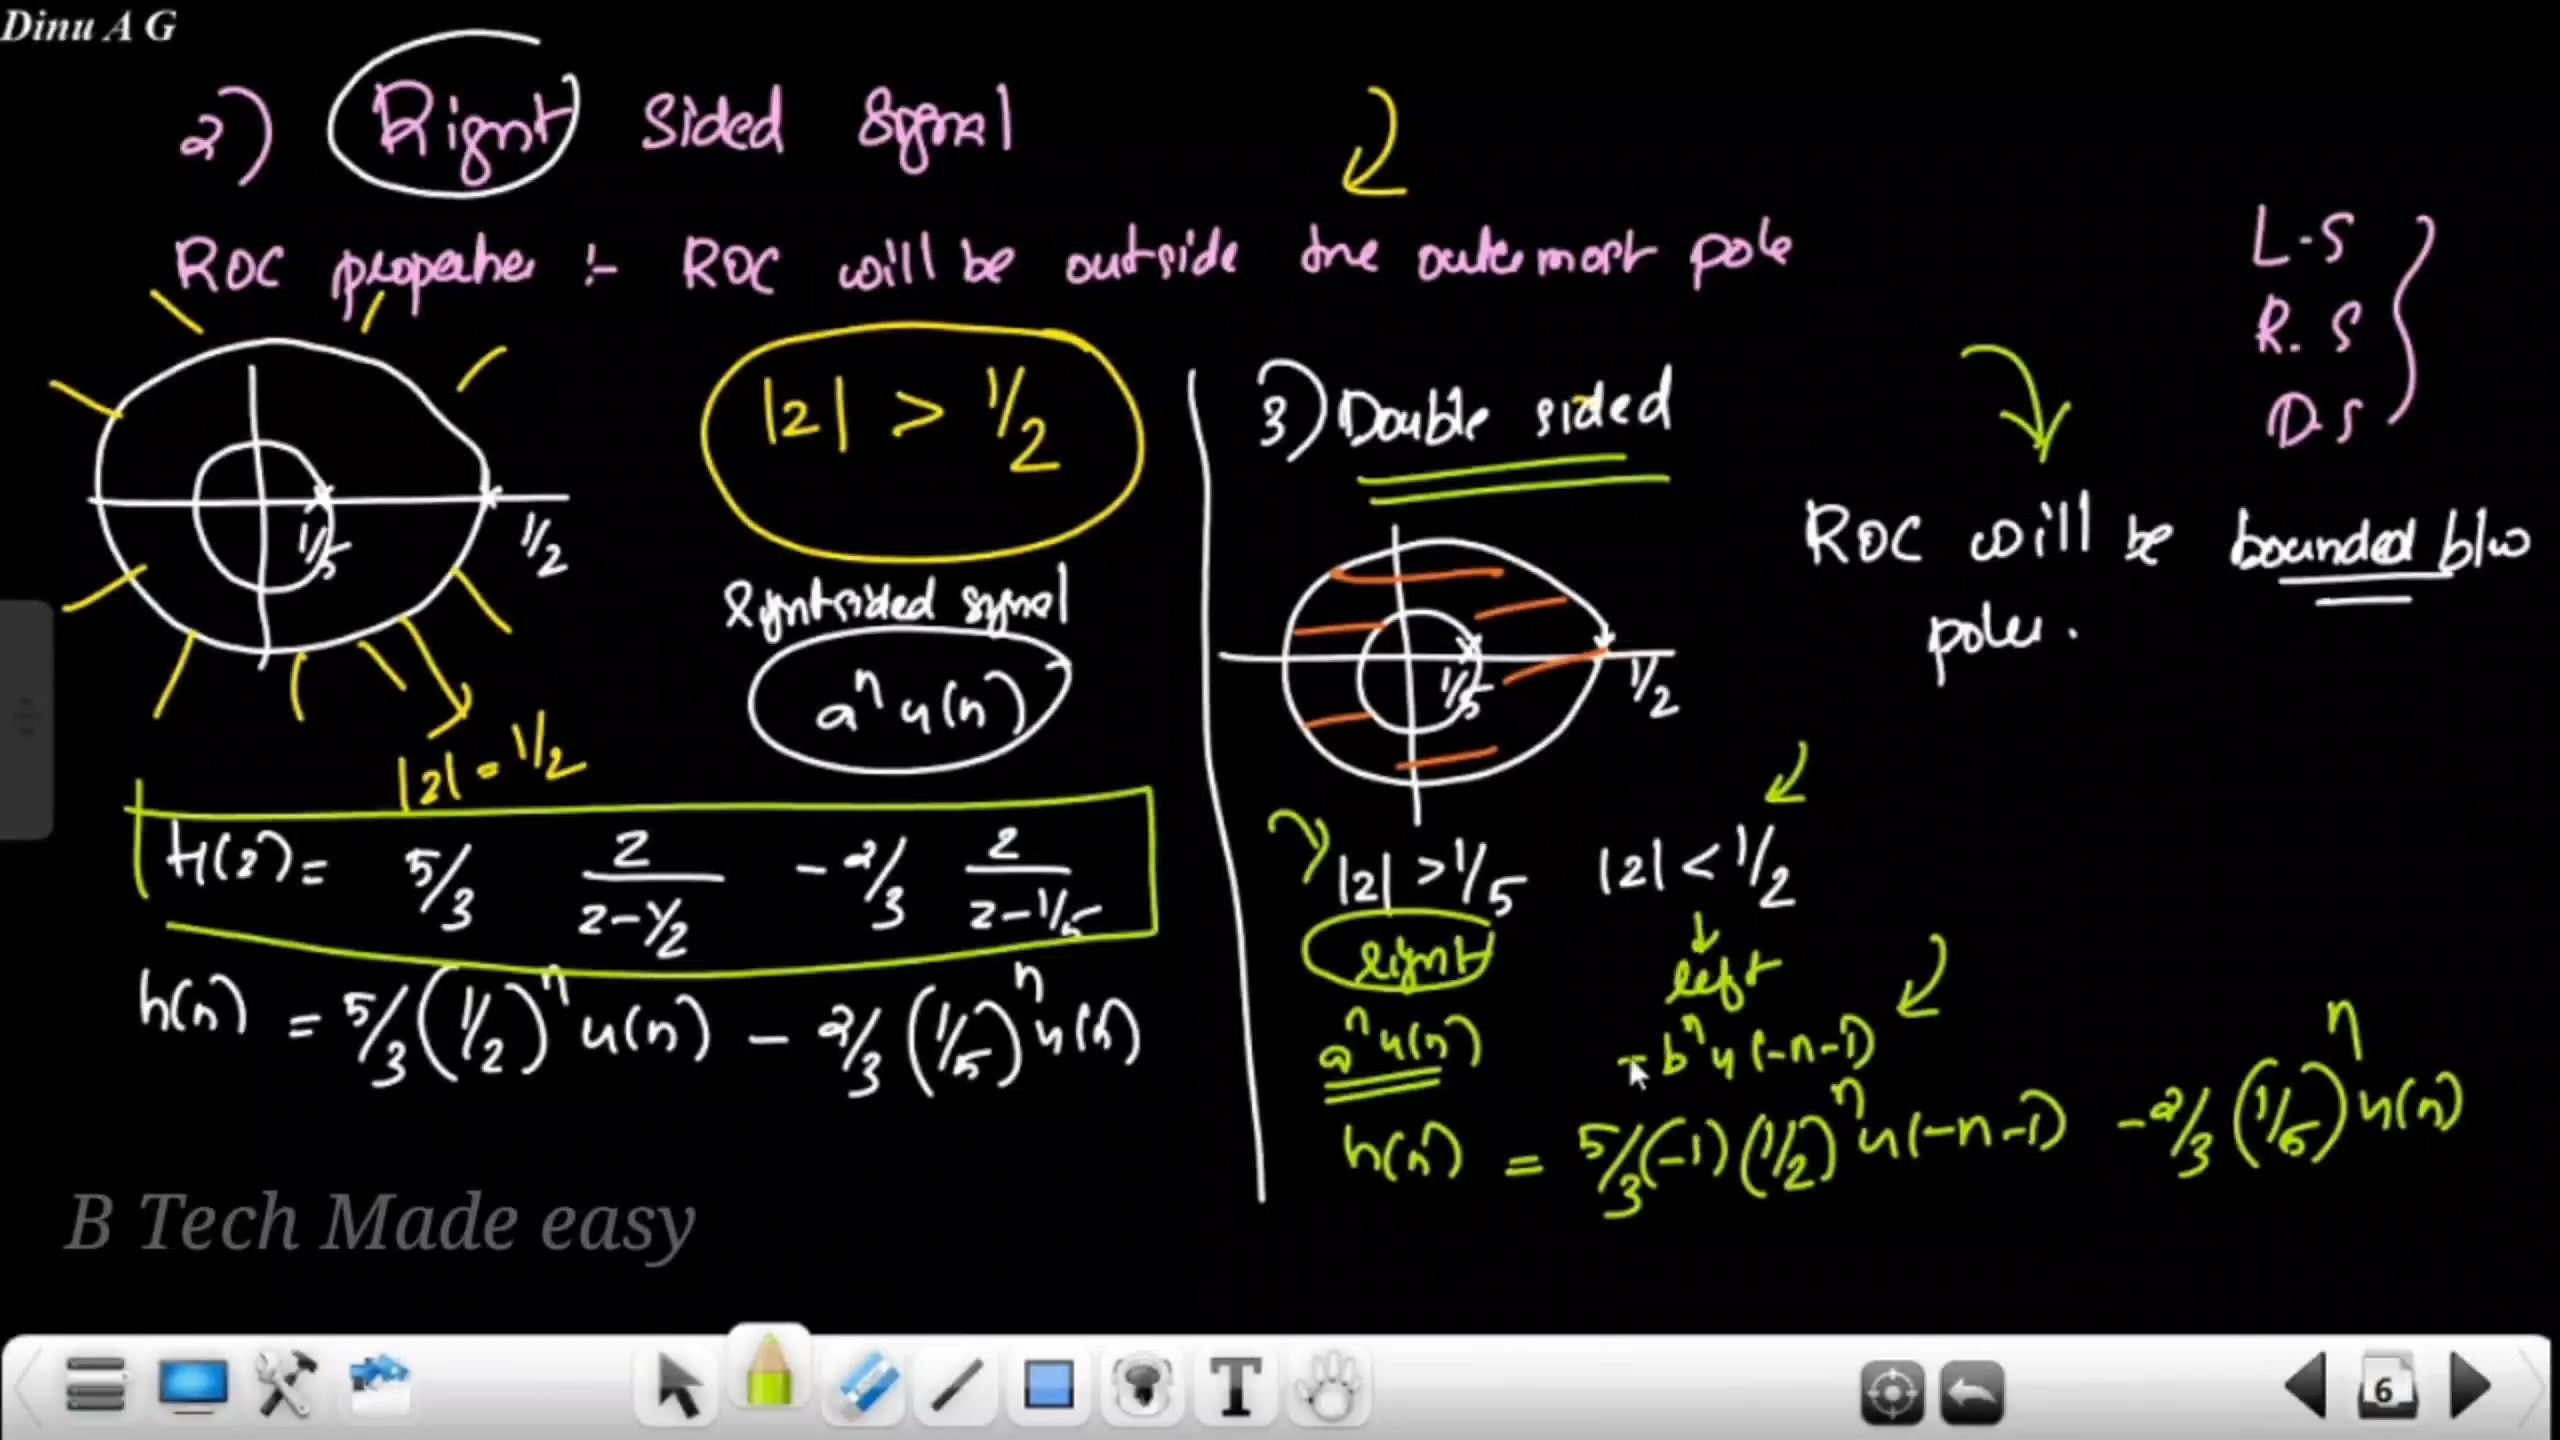 Dinu A G
2) Right Sided Signal
ROC properties :- ROC will be outside the outermost pole
L-S
R.S
D.S
|z| > 1/2
1/5
1/2
|z| = 1/2
Rightsided signal
a^n u(n)
H(z) = 5/3 z/(z-1/2) - 2/3 z/(z-1/5)
h(n) = 5/3 (1/2)^n u(n) - 2/3 (1/5)^n u(n)
3) Double sided
1/5
1/2
ROC will be bounded b/w
poles.
|z| > 1/5 |z| < 1/2
right left
a^n u(n) - b^n u(-n-1)
h(n) = 5/3 (-1) (1/2)^n u(-n-1) - 2/3 (1/5)^n u(n)
B Tech Made easy
T
6